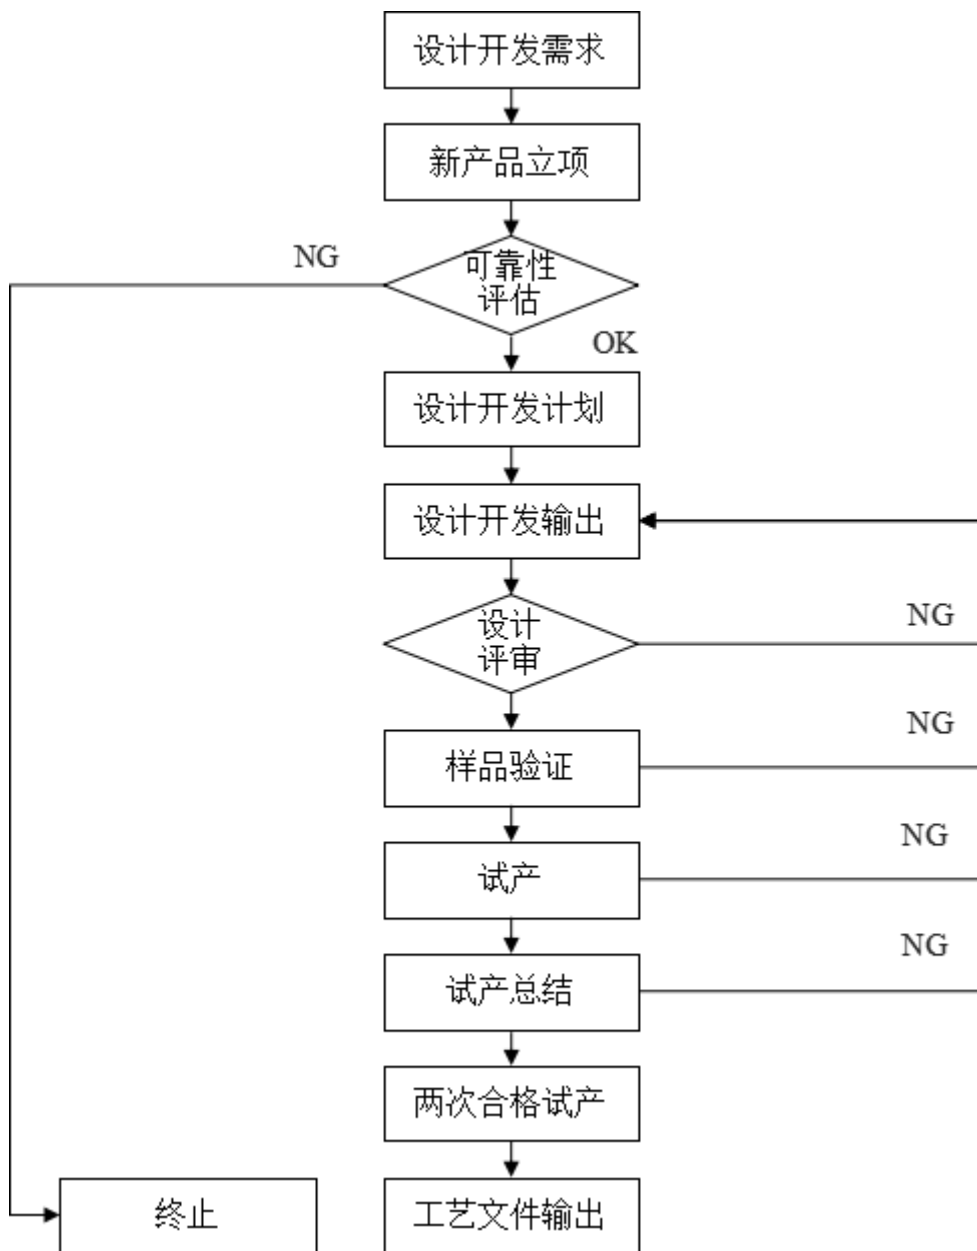 设计开发需求
新产品立项
NG
可靠性
评估
OK
设计开发计划
设计开发输出
设计
评审
NG
样品验证
NG
试产
NG
试产总结
NG
两次合格试产
终止
工艺文件输出